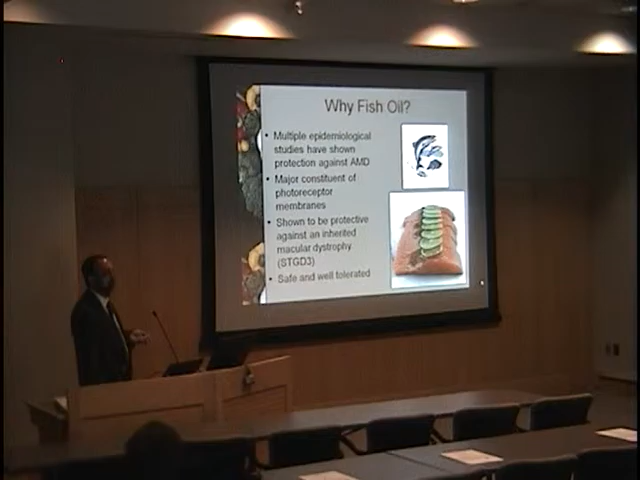 Why Fish Oil?
• Multiple epidemiological
studies have shown
protection against AMD
• Major constituent of
photoreceptor
membranes
• Shown to be protective
against an inherited
macular dystrophy
(STGD3)
• Safe and well tolerated